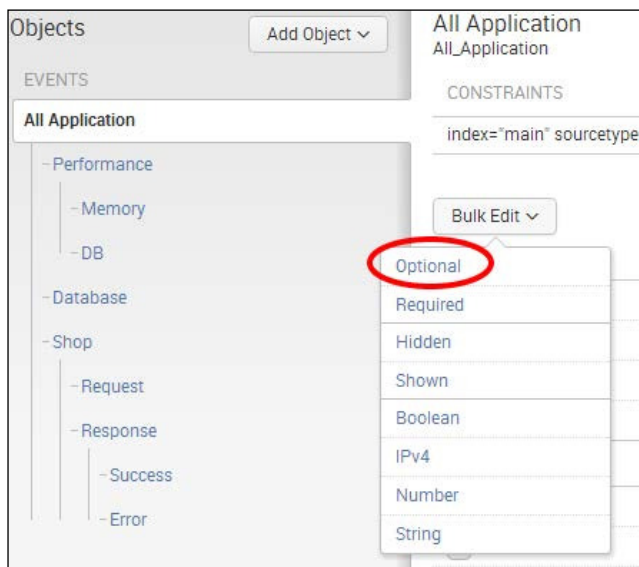 Objects
Add Object
EVENTS
All Application
Performance
Memory
DB
Database
Shop
Request
Response
Success
Error
All Application
All_Application
CONSTRAINTS
index="main" sourcetype
Bulk Edit
Optional
Required
Hidden
Shown
Boolean
IPv4
Number
String